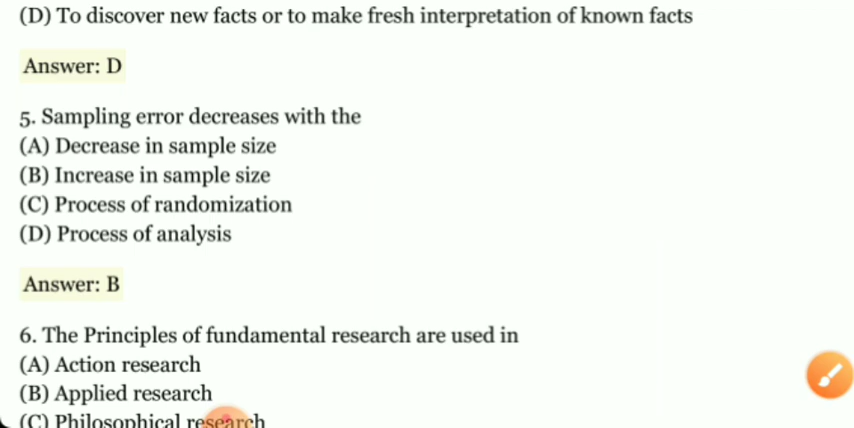 (D) To discover new facts or to make fresh interpretation of known facts
Answer: D
5. Sampling error decreases with the
(A) Decrease in sample size
(B) Increase in sample size
(C) Process of randomization
(D) Process of analysis
Answer: B
6. The Principles of fundamental research are used in
(A) Action research
(B) Applied research
(C) Philosophical research